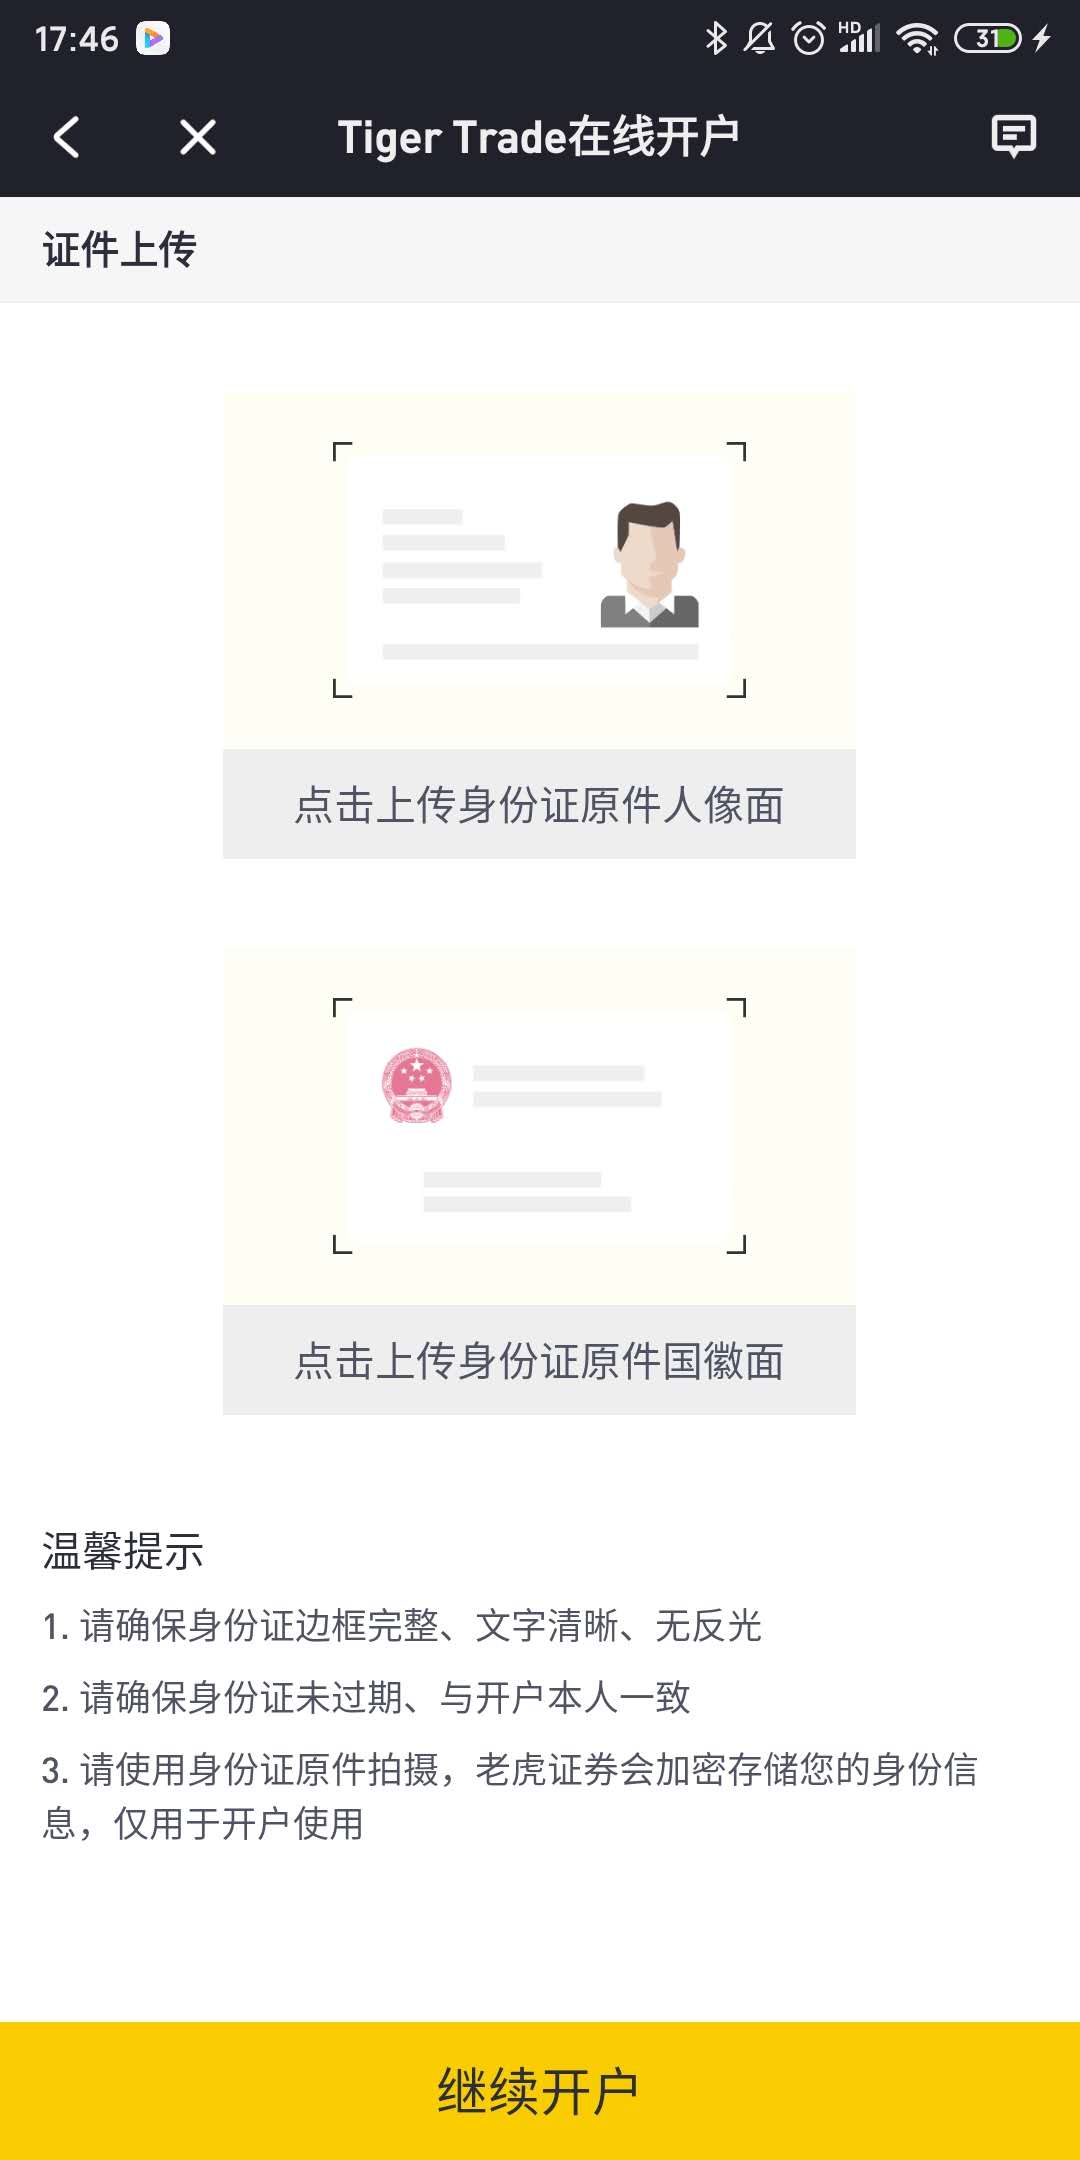 17:46
HD
31
Tiger Trade在线开户
证件上传
点击上传身份证原件人像面
点击上传身份证原件国徽面
温馨提示
1. 请确保身份证边框完整、文字清晰、无反光
2. 请确保身份证未过期、与开户本人一致
3. 请使用身份证原件拍摄，老虎证券会加密存储您的身份信
息，仅用于开户使用
继续开户